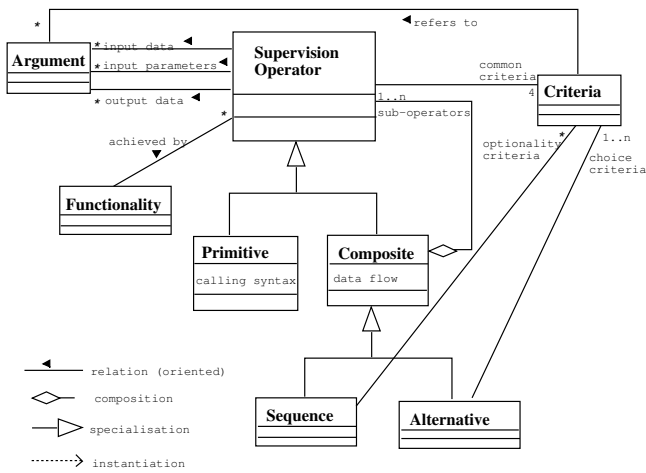 * refers to
Argument
* input data
* input parameters
* output data
Supervision
Operator
common
criteria
4
Criteria
1..n
sub-operators
*
achieved by
optionality
criteria
*
1..n
choice
criteria
Functionality
Primitive
calling syntax
Composite
data flow
relation (oriented)
composition
specialisation
instantiation
Sequence
Alternative